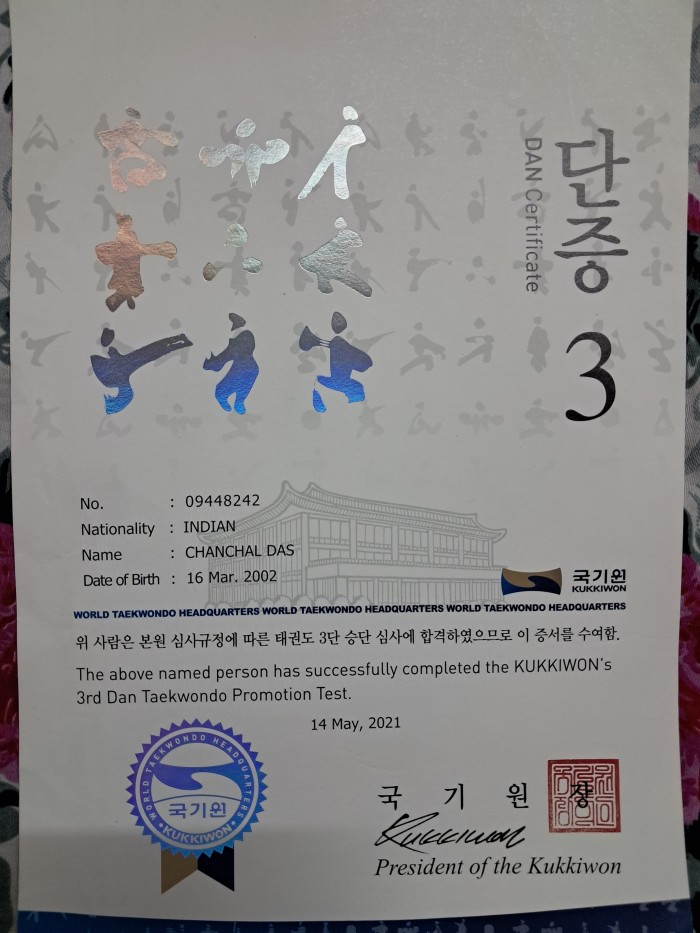 단증
DAN Certificate
3
No. : 09448242
Nationality : INDIAN
Name : CHANCHAL DAS
Date of Birth : 16 Mar. 2002
국기원
KUKKIWON
WORLD TAEKWONDO HEADQUARTERS WORLD TAEKWONDO HEADQUARTERS WORLD TAEKWONDO HEADQUARTERS
위 사람은 본원 심사규정에 따른 태권도 3단 승단 심사에 합격하였으므로 이 증서를 수여함.
The above named person has successfully completed the KUKKIWON's
3rd Dan Taekwondo Promotion Test.
14 May, 2021
WORLD TAEKWONDO HEADQUARTERS
국기원
KUKKIWON
국 기 원 장
Kukkiwon
President of the Kukkiwon